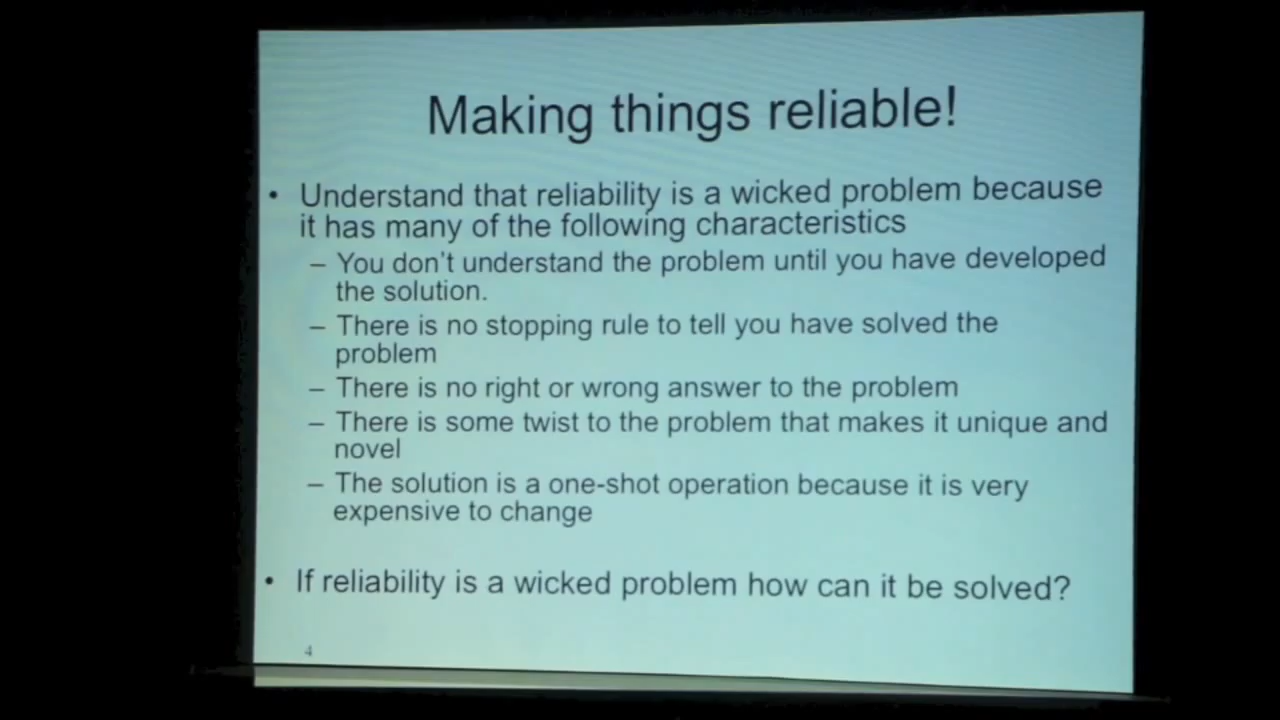 Making things reliable!
• Understand that reliability is a wicked problem because
it has many of the following characteristics
– You don't understand the problem until you have developed
the solution.
– There is no stopping rule to tell you have solved the
problem
– There is no right or wrong answer to the problem
– There is some twist to the problem that makes it unique and
novel
– The solution is a one-shot operation because it is very
expensive to change
• If reliability is a wicked problem how can it be solved?
4